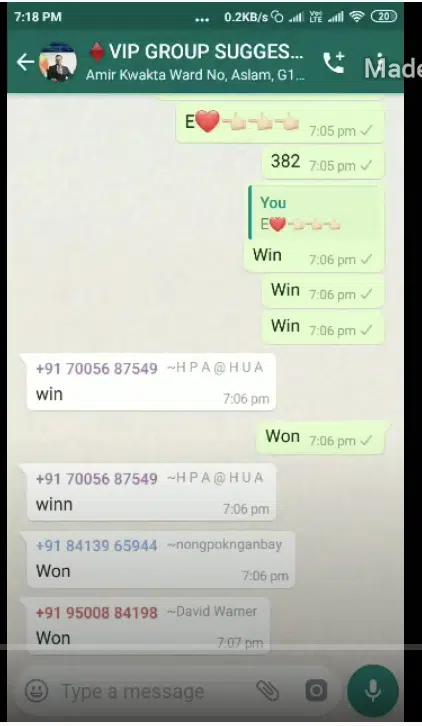 7:18 PM ... 0.2KB/s Vo) LTE 20
VIP GROUP SUGGES...
Amir Kwakta Ward No, Aslam, G1...
Made
E❤️👈🏻👈🏻👈🏻 7:05 pm
382 7:05 pm
You
E❤️👈🏻👈🏻👈🏻
Win 7:06 pm
Win 7:06 pm
Win 7:06 pm
+91 70056 87549 ~H P A @ H U A
win 7:06 pm
Won 7:06 pm
+91 70056 87549 ~H P A @ H U A
winn 7:06 pm
+91 84139 65944 ~nongpoknganbay
Won 7:06 pm
+91 95008 84198 ~David Warner
Won 7:07 pm
Type a message